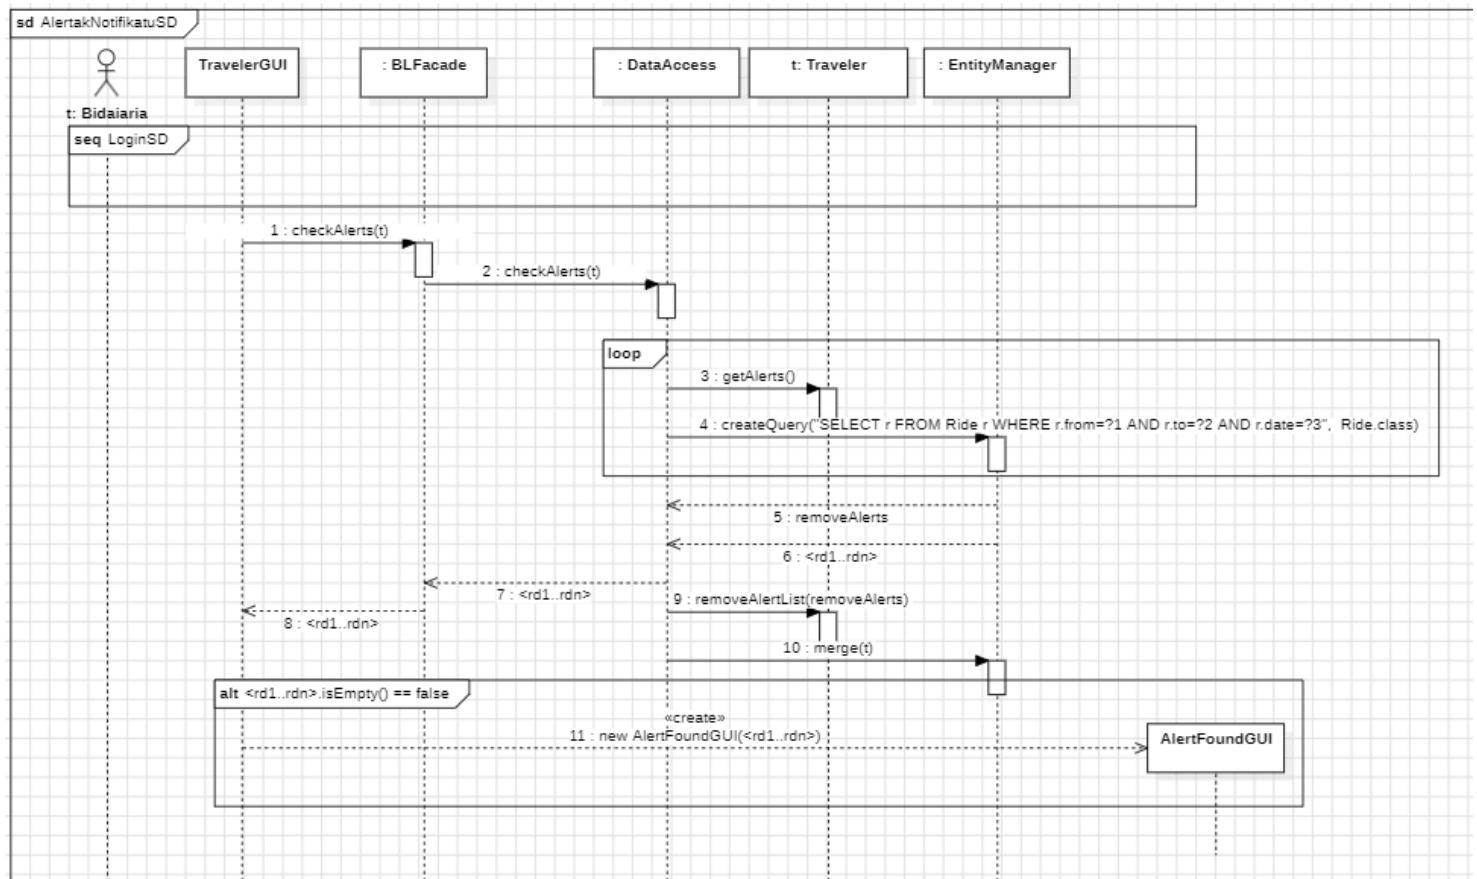 sd AlertakNotifikatuSD
TravelerGUI
: BLFacade
: DataAccess
t: Traveler
: EntityManager
t: Bidaiaria
seq LoginSD
1 : checkAlerts(t)
2 : checkAlerts(t)
loop
3 : getAlerts()
4 : createQuery("SELECT r FROM Ride r WHERE r.from=?1 AND r.to=?2 AND r.date=?3", Ride.class)
5 : removeAlerts
6 : <rd1..rdn>
7 : <rd1..rdn>
9 : removeAlertList(removeAlerts)
8 : <rd1..rdn>
10 : merge(t)
alt <rd1..rdn>.isEmpty() == false
«create»
11 : new AlertFoundGUI(<rd1..rdn>)
AlertFoundGUI